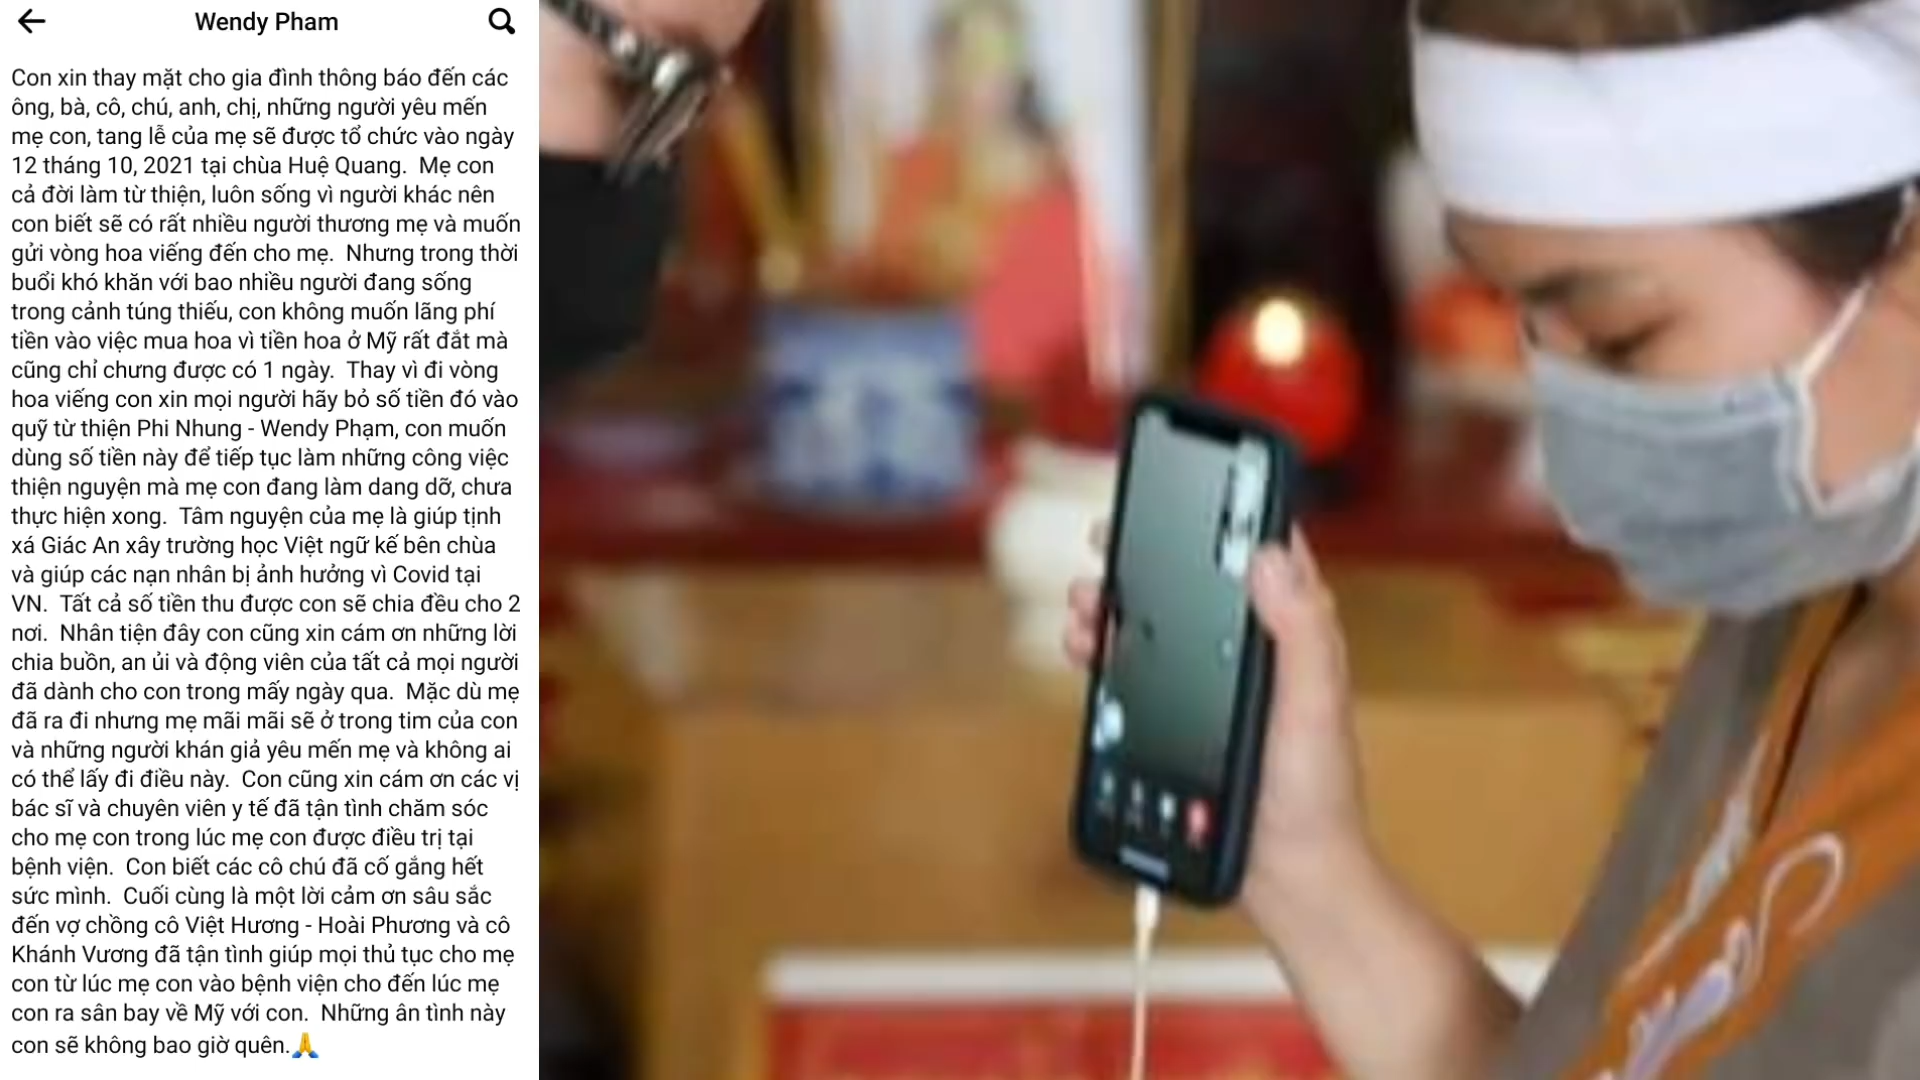 Wendy Pham
Con xin thay mặt cho gia đình thông báo đến các
ông, bà, cô, chú, anh, chị, những người yêu mến
mẹ con, tang lễ của mẹ sẽ được tổ chức vào ngày
12 tháng 10, 2021 tại chùa Huệ Quang. Mẹ con
cả đời làm từ thiện, luôn sống vì người khác nên
con biết sẽ có rất nhiều người thương mẹ và muốn
gửi vòng hoa viếng đến cho mẹ. Nhưng trong thời
buổi khó khăn với bao nhiều người đang sống
trong cảnh túng thiếu, con không muốn lãng phí
tiền vào việc mua hoa vì tiền hoa ở Mỹ rất đắt mà
cũng chỉ chưng được có 1 ngày. Thay vì đi vòng
hoa viếng con xin mọi người hãy bỏ số tiền đó vào
quỹ từ thiện Phi Nhung - Wendy Phạm, con muốn
dùng số tiền này để tiếp tục làm những công việc
thiện nguyện mà mẹ con đang làm dang dỡ, chưa
thực hiện xong. Tâm nguyện của mẹ là giúp tịnh
xá Giác An xây trường học Việt ngữ kế bên chùa
và giúp các nạn nhân bị ảnh hưởng vì Covid tại
VN. Tất cả số tiền thu được con sẽ chia đều cho 2
nơi. Nhân tiện đây con cũng xin cám ơn những lời
chia buồn, an ủi và động viên của tất cả mọi người
đã dành cho con trong mấy ngày qua. Mặc dù mẹ
đã ra đi nhưng mẹ mãi mãi sẽ ở trong tim của con
và những người khán giả yêu mến mẹ và không ai
có thể lấy đi điều này. Con cũng xin cám ơn các vị
bác sĩ và chuyên viên y tế đã tận tình chăm sóc
cho mẹ con trong lúc mẹ con được điều trị tại
bệnh viện. Con biết các cô chú đã cố gắng hết
sức mình. Cuối cùng là một lời cảm ơn sâu sắc
đến vợ chồng cô Việt Hương - Hoài Phương và cô
Khánh Vương đã tận tình giúp mọi thủ tục cho mẹ
con từ lúc mẹ con vào bệnh viện cho đến lúc mẹ
con ra sân bay về Mỹ với con. Những ân tình này
con sẽ không bao giờ quên.🙏